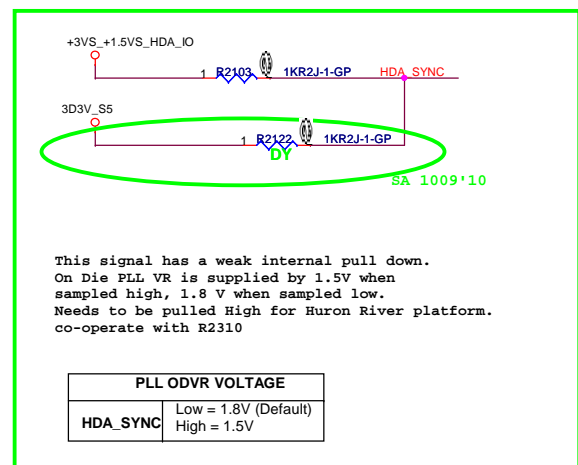 +3VS_+1.5VS_HDA_IO
1 R2103 1KR2J-1-GP HDA_SYNC
3D3V_S5
1 R2122 1KR2J-1-GP
DY
SA 1009'10
This signal has a weak internal pull down.
On Die PLL VR is supplied by 1.5V when
sampled high, 1.8 V when sampled low.
Needs to be pulled High for Huron River platform.
co-operate with R2310
PLL ODVR VOLTAGE
HDA_SYNC
Low = 1.8V (Default)
High = 1.5V